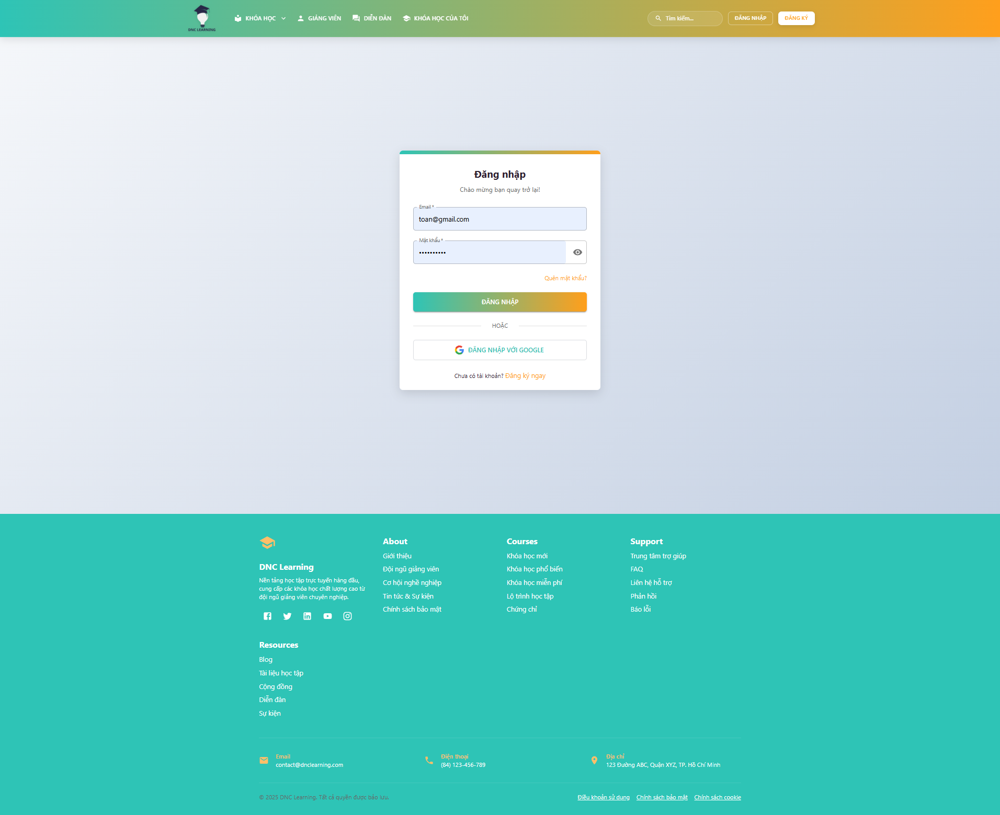 DNC LEARNING
KHÓA HỌC
GIẢNG VIÊN
DIỄN ĐÀN
KHÓA HỌC CỦA TÔI
Tìm kiếm...
ĐĂNG NHẬP
ĐĂNG KÝ
Đăng nhập
Chào mừng bạn quay trở lại!
Email *
toan@gmail.com
Mật khẩu *
••••••••••
Quên mật khẩu?
ĐĂNG NHẬP
HOẶC
ĐĂNG NHẬP VỚI GOOGLE
Chưa có tài khoản? Đăng ký ngay
DNC Learning
Nền tảng học tập trực tuyến hàng đầu,
cung cấp các khóa học chất lượng cao từ
đội ngũ giảng viên chuyên nghiệp.
About
Giới thiệu
Đội ngũ giảng viên
Cơ hội nghề nghiệp
Tin tức & Sự kiện
Chính sách bảo mật
Courses
Khóa học mới
Khóa học phổ biến
Khóa học miễn phí
Lộ trình học tập
Chứng chỉ
Support
Trung tâm trợ giúp
FAQ
Liên hệ hỗ trợ
Phản hồi
Báo lỗi
Resources
Blog
Tài liệu học tập
Cộng đồng
Diễn đàn
Sự kiện
Email
contact@dnclearning.com
Điện thoại
(84) 123-456-789
Địa chỉ
123 Đường ABC, Quận XYZ, TP. Hồ Chí Minh
© 2025 DNC Learning. Tất cả quyền được bảo lưu.
Điều khoản sử dụng
Chính sách bảo mật
Chính sách cookie